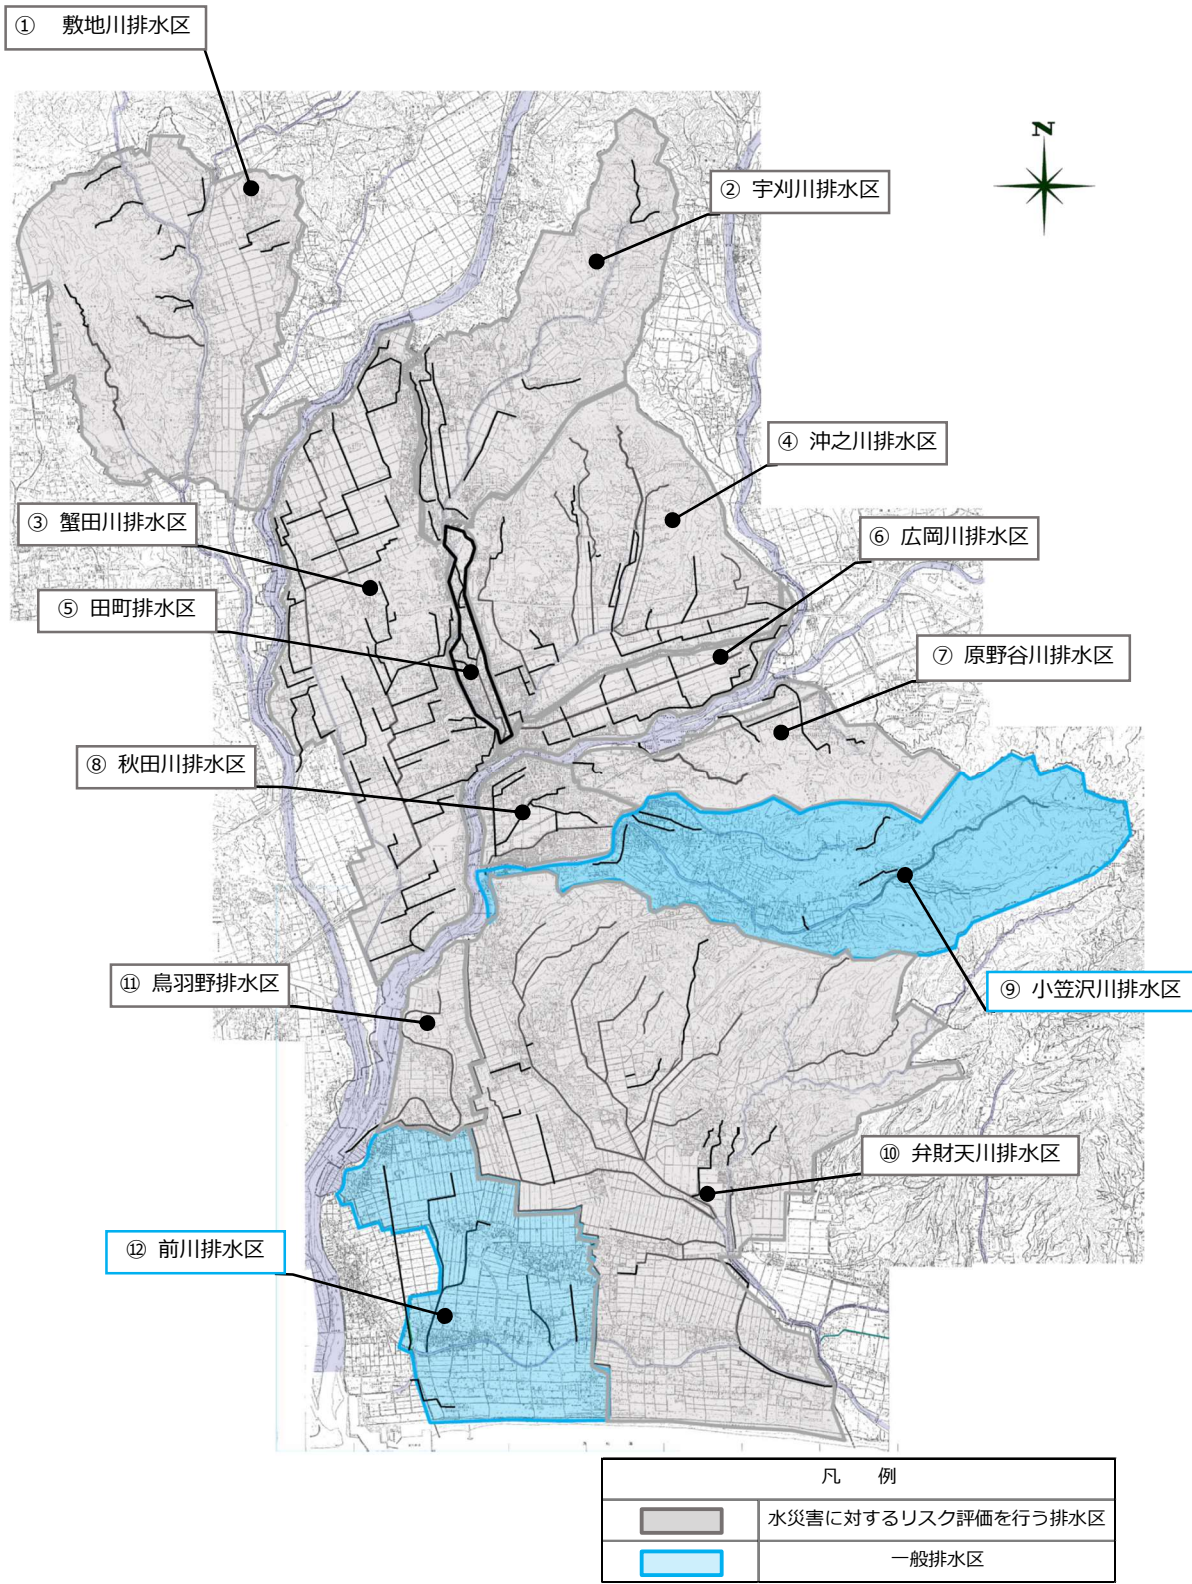 ① 敷地川排水区
N
② 宇刈川排水区
④ 沖之川排水区
③ 蟹田川排水区
⑥ 広岡川排水区
⑤ 田町排水区
⑦ 原野谷川排水区
⑧ 秋田川排水区
⑪ 鳥羽野排水区
⑨ 小笠沢川排水区
⑩ 弁財天川排水区
⑫ 前川排水区
凡 例
水災害に対するリスク評価を行う排水区
一般排水区